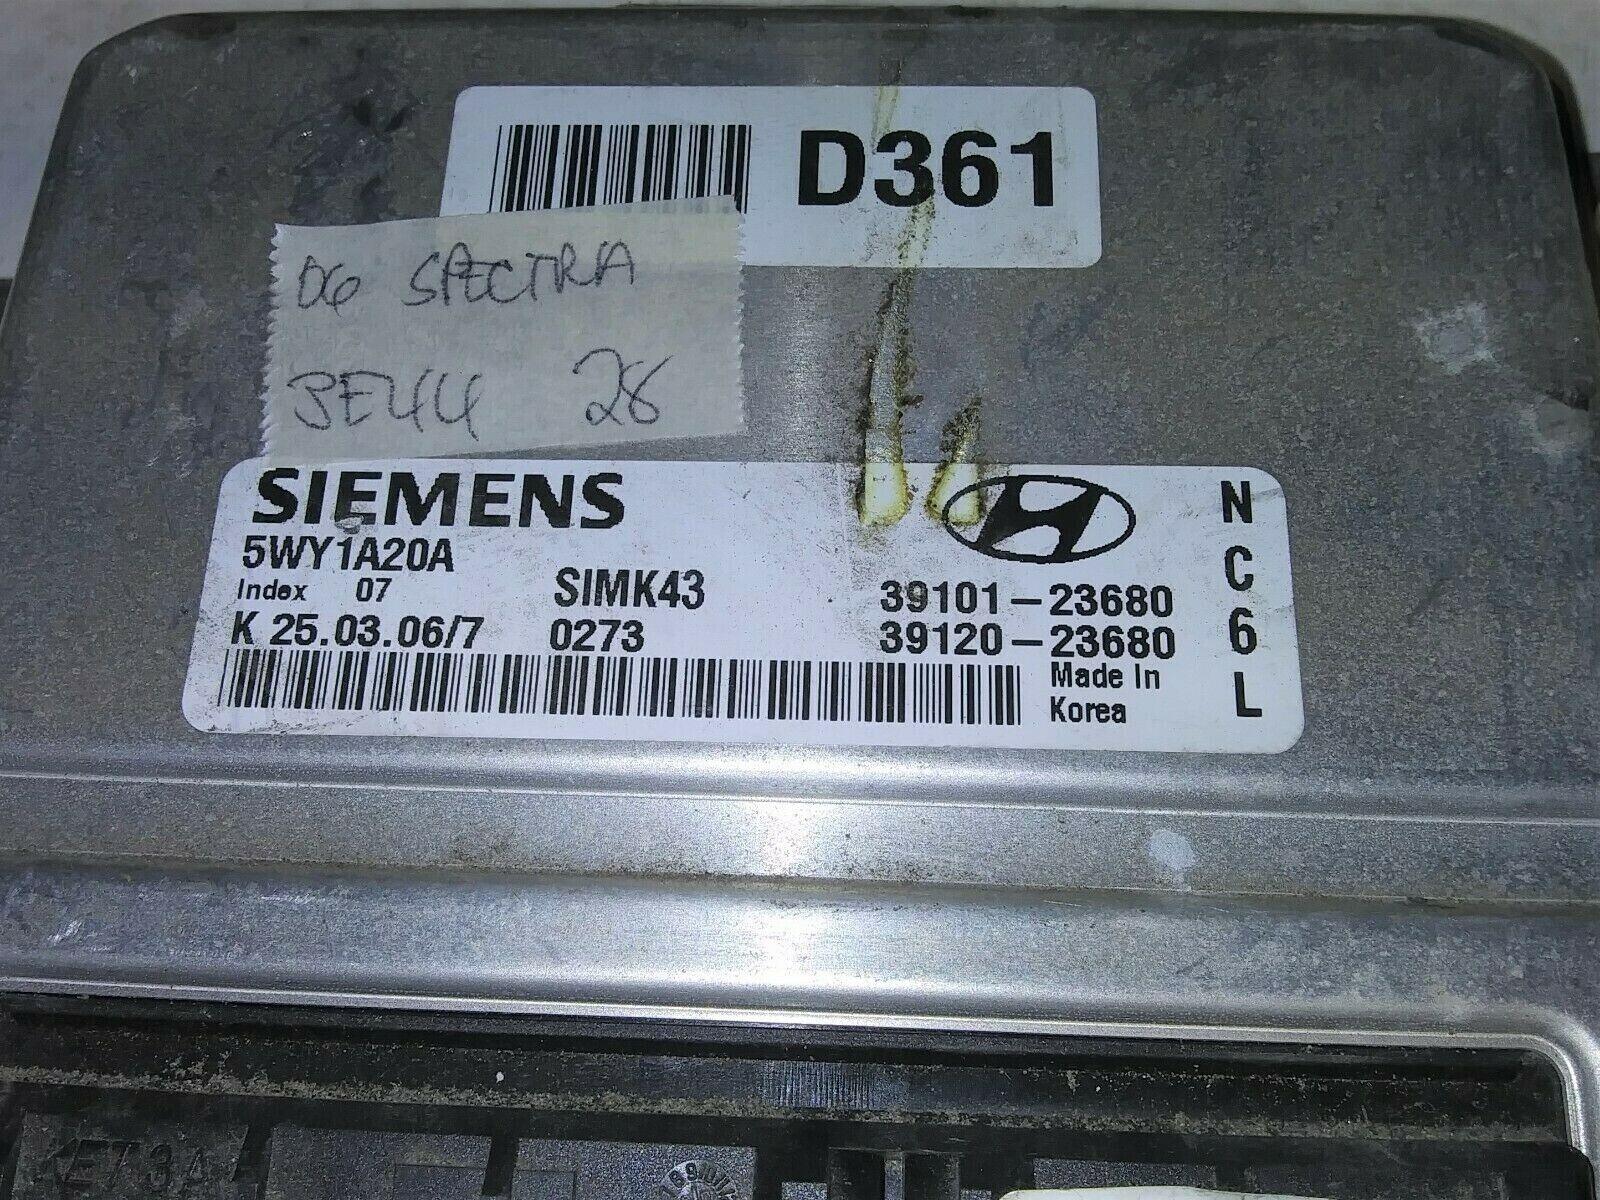 D361
06 SPECTRA
3E44 28
SIEMENS
5WY1A20A
Index 07
SIMK43
39101-23680
K 25.03.06/7
0273
39120-23680
Made In
Korea
N
C
6
L